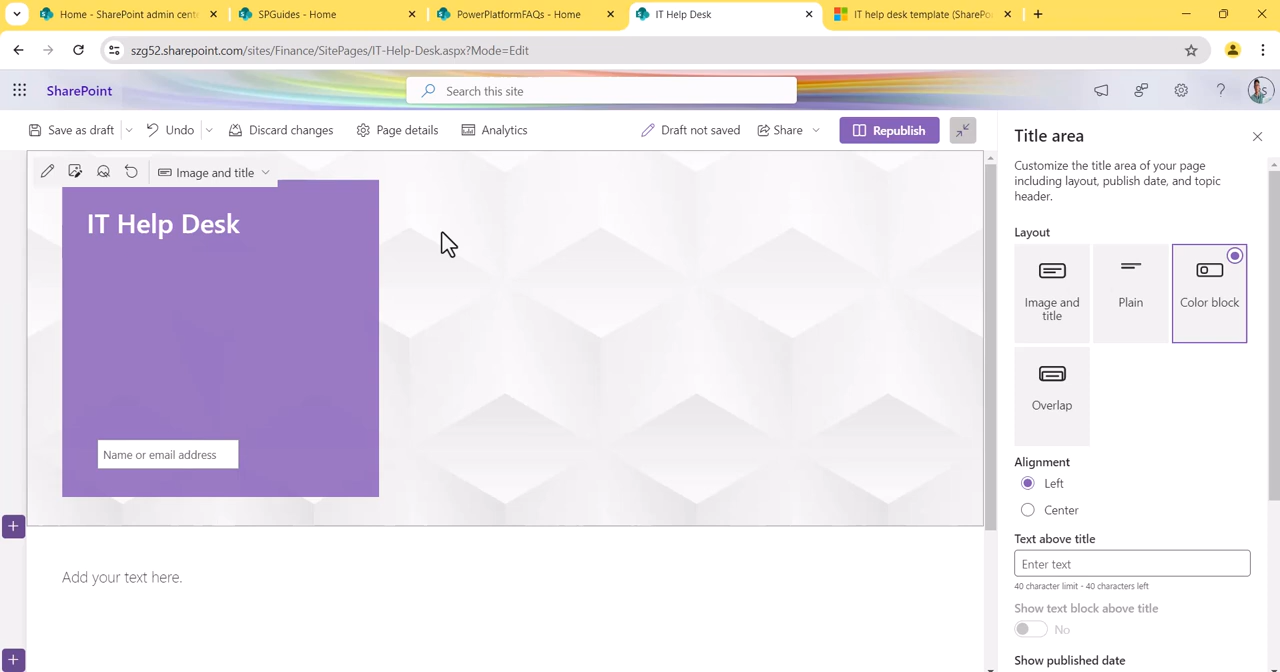 Home - SharePoint admin cente
SPGuides - Home
PowerPlatformFAQs - Home
IT Help Desk
IT help desk template (SharePo
szg52.sharepoint.com/sites/Finance/SitePages/IT-Help-Desk.aspx?Mode=Edit
SharePoint
Search this site
Save as draft
Undo
Discard changes
Page details
Analytics
Draft not saved
Share
Republish
Image and title
IT Help Desk
Name or email address
Add your text here.
Title area
Customize the title area of your page
including layout, publish date, and topic
header.
Layout
Image and
title
Plain
Color block
Overlap
Alignment
Left
Center
Text above title
Enter text
40 character limit - 40 characters left
Show text block above title
No
Show published date